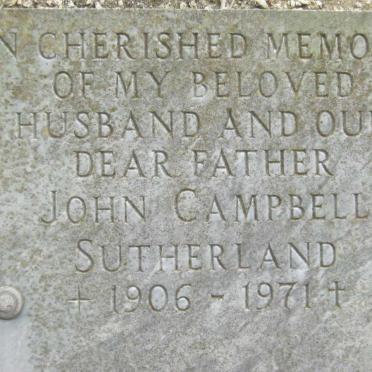 N CHERISHED MEMO
OF MY BELOVED
HUSBAND AND OU
DEAR FATHER
JOHN CAMPBELL
SUTHERLAND
+ 1906 - 1971 †